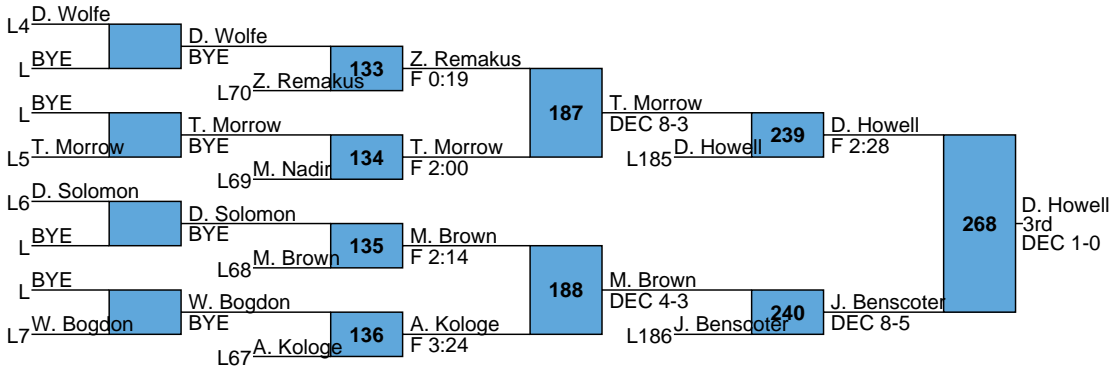 L4 D. Wolfe
D. Wolfe
L BYE
BYE
133
Z. Remakus
L70 Z. Remakus
F 0:19
187
T. Morrow
DEC 8-3
L BYE
T. Morrow
L5 T. Morrow
BYE
134
T. Morrow
L69 M. Nadir
F 2:00
239
D. Howell
L185 D. Howell
F 2:28
L6 D. Solomon
D. Solomon
L BYE
BYE
135
M. Brown
L68 M. Brown
F 2:14
268
D. Howell
3rd
DEC 1-0
188
M. Brown
DEC 4-3
L BYE
W. Bogdon
L7 W. Bogdon
BYE
136
A. Kologe
L67 A. Kologe
F 3:24
240
J. Benscoter
L186 J. Benscoter
DEC 8-5